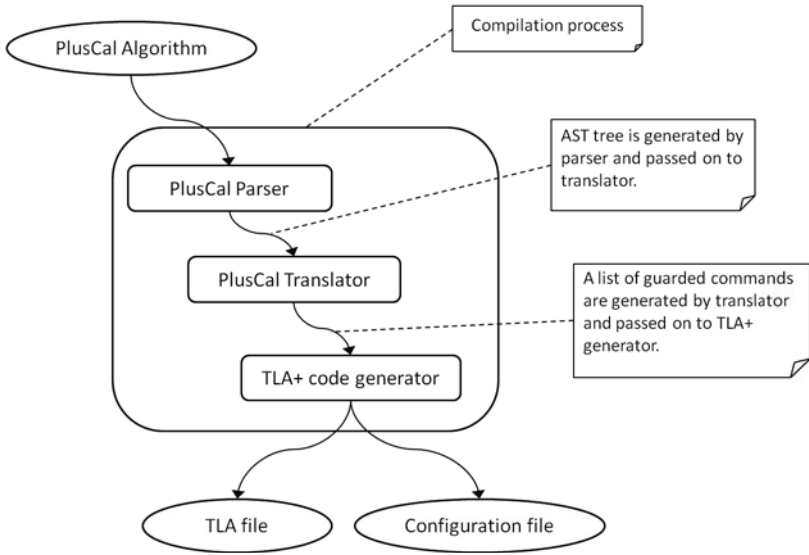 PlusCal Algorithm
Compilation process
AST tree is generated by
parser and passed on to
translator.
PlusCal Parser
PlusCal Translator
A list of guarded commands
are generated by translator
and passed on to TLA+
generator.
TLA+ code generator
TLA file
Configuration file